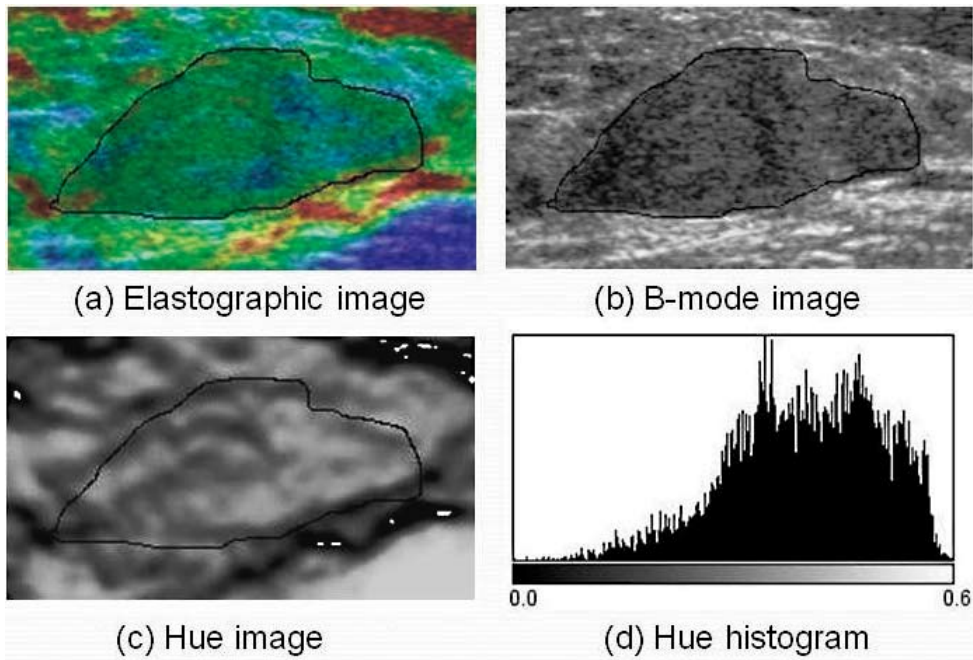 (a) Elastographic image
(b) B-mode image
0.0
0.6
(c) Hue image
(d) Hue histogram